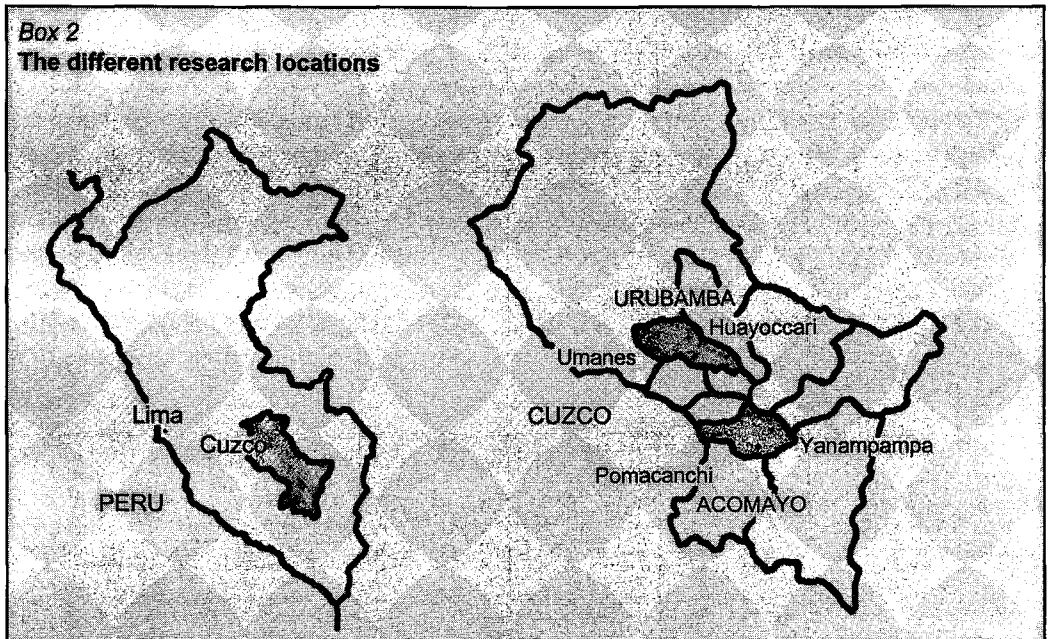 Box 2
The different research locations
Lima
Cuzco
PERU
URUBAMBA
Huayoccari
Umanes
CUZCO
Yanampampa
Pomacanchi
ACOMAYO